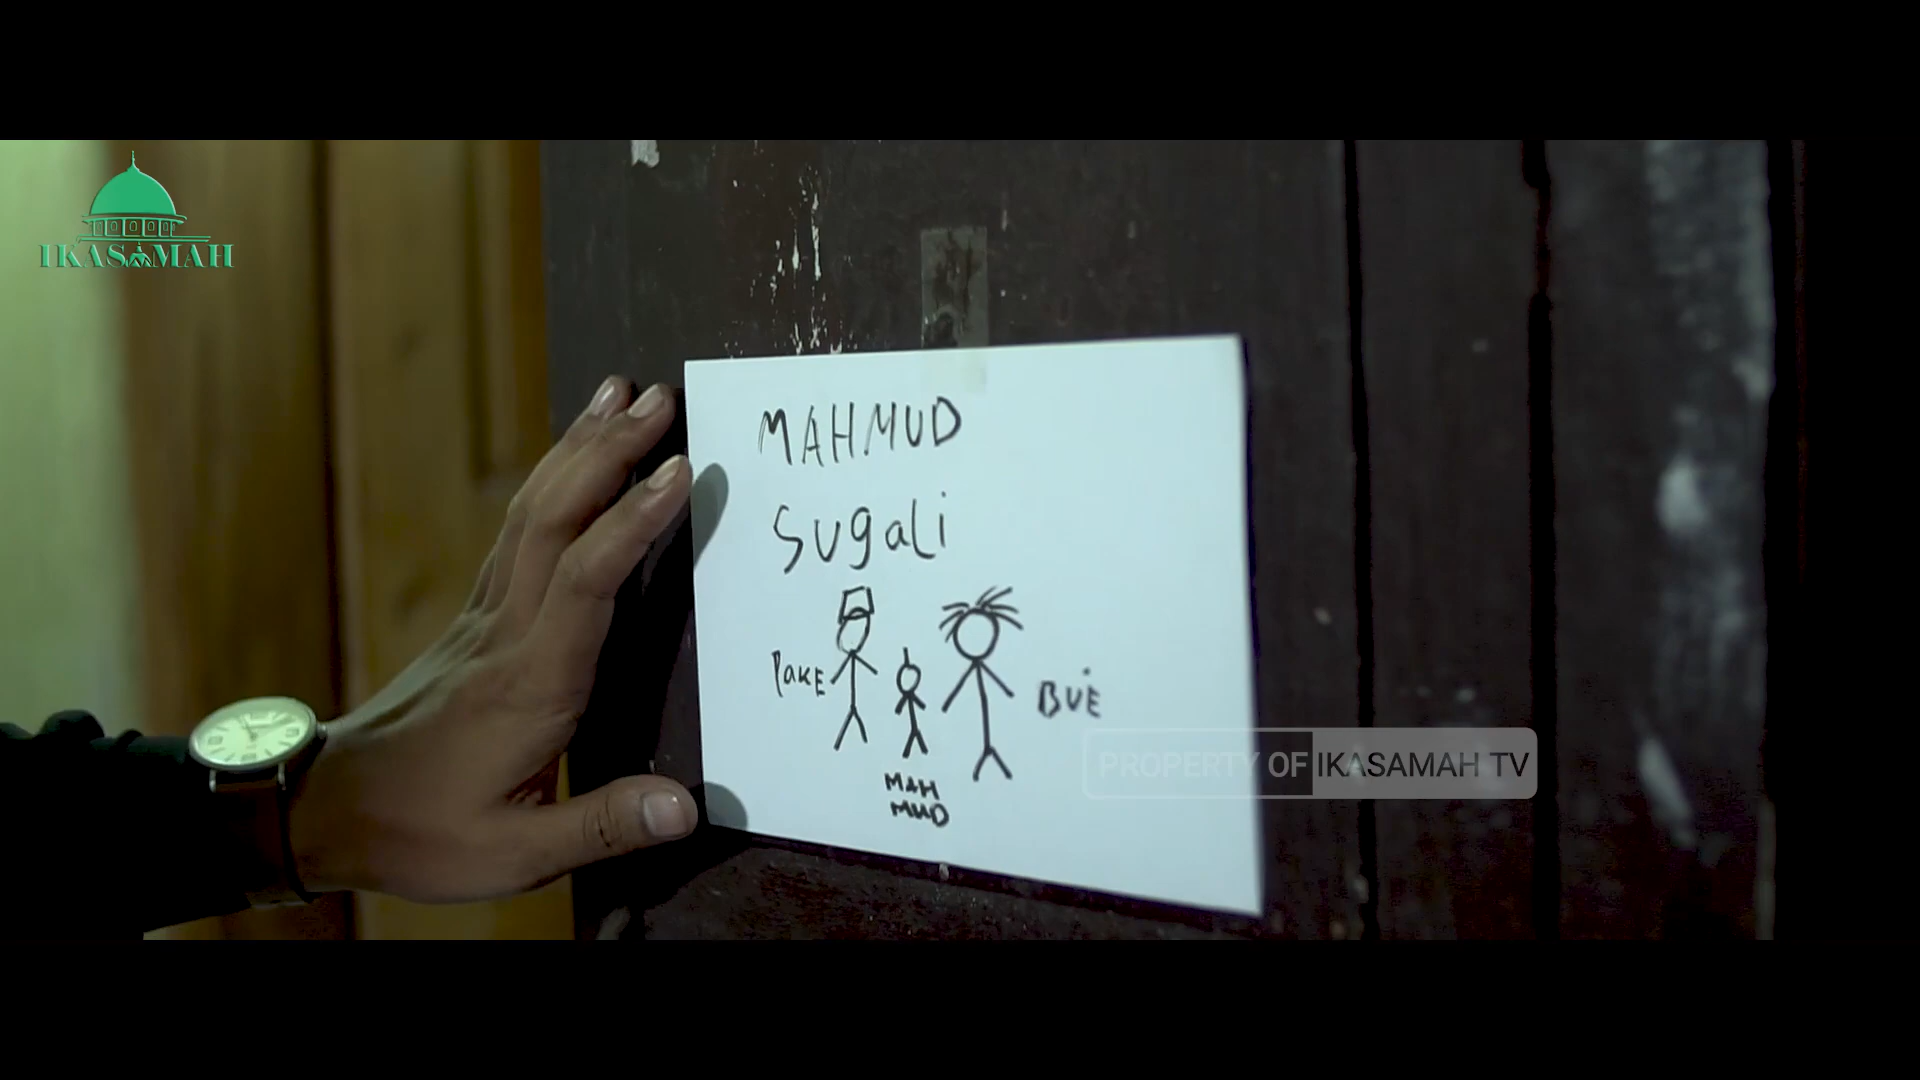 IKASAMAH
MAHMUD
Sugali
PAKE
BUE
MAH
MUD
PROPERTY OF IKASAMAH TV